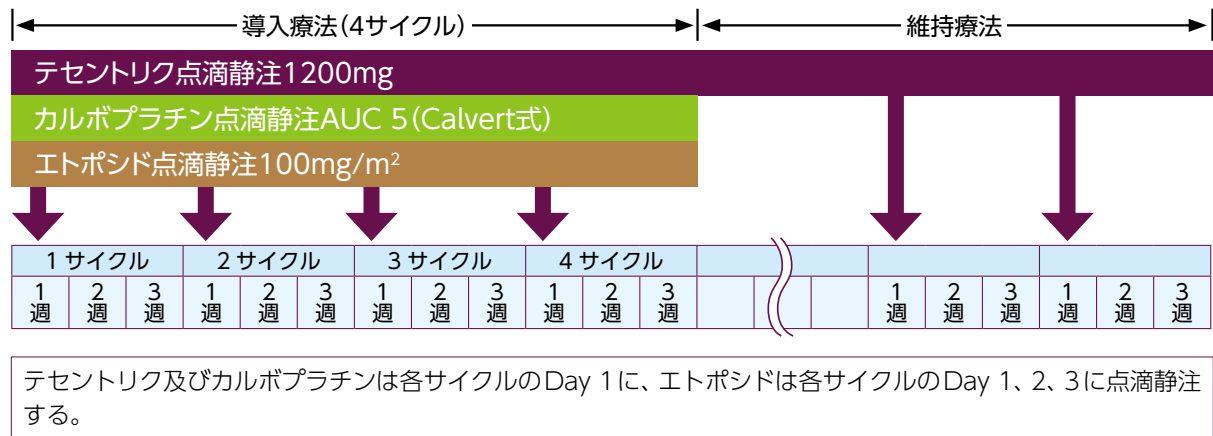 導入療法(4サイクル) 維持療法
テセントリク点滴静注1200mg
カルボプラチン点滴静注AUC 5(Calvert式)
エトポシド点滴静注100mg/m²
1サイクル 2サイクル 3サイクル 4サイクル
1週 2週 3週 1週 2週 3週 1週 2週 3週 1週 2週 3週 1週 2週 3週 1週 2週 3週
テセントリク及びカルボプラチンは各サイクルのDay 1に、エトポシドは各サイクルのDay 1、2、3に点滴静注
する。